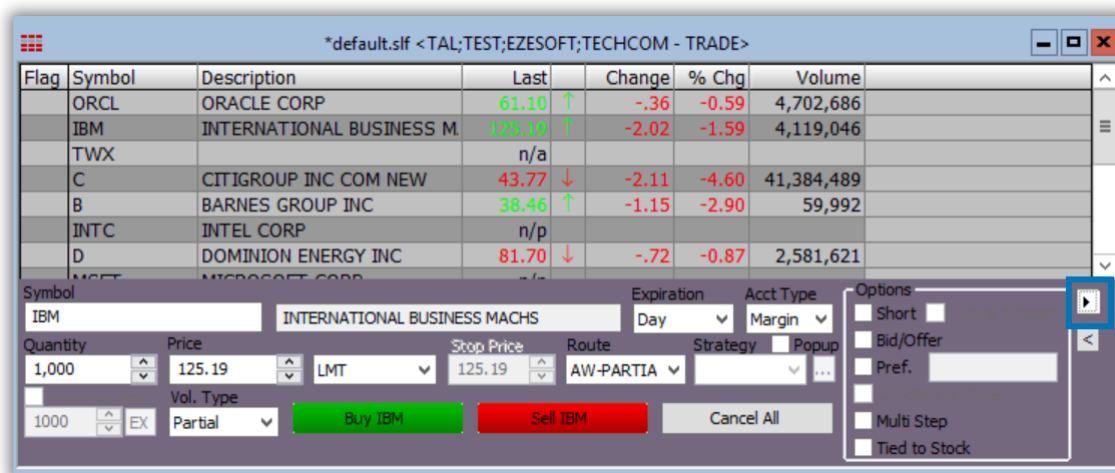 *default.slf <TAL;TEST;EZESOFT;TECHCOM - TRADE>
Flag Symbol Description Last Change % Chg Volume
ORCL ORACLE CORP 61.10 ↑ -.36 -0.59 4,702,686
IBM INTERNATIONAL BUSINESS M. 125.19 ↑ -2.02 -1.59 4,119,046
TWX n/a
C CITIGROUP INC COM NEW 43.77 ↓ -2.11 -4.60 41,384,489
B BARNES GROUP INC 38.46 ↑ -1.15 -2.90 59,992
INTC INTEL CORP n/p
D DOMINION ENERGY INC 81.70 ↓ -.72 -0.87 2,581,621
MSFT MICROSOFT CORP n/p
Symbol Expiration Acct Type Options
IBM INTERNATIONAL BUSINESS MACHS Day Margin Short
Quantity Price Stop Price Route Strategy Popup Bid/Offer <
1,000 125.19 LMT 125.19 AW-PARTIA ... Pref.
Vol. Type
1000 EX Partial Buy IBM Sell IBM Cancel All Multi Step
Tied to Stock